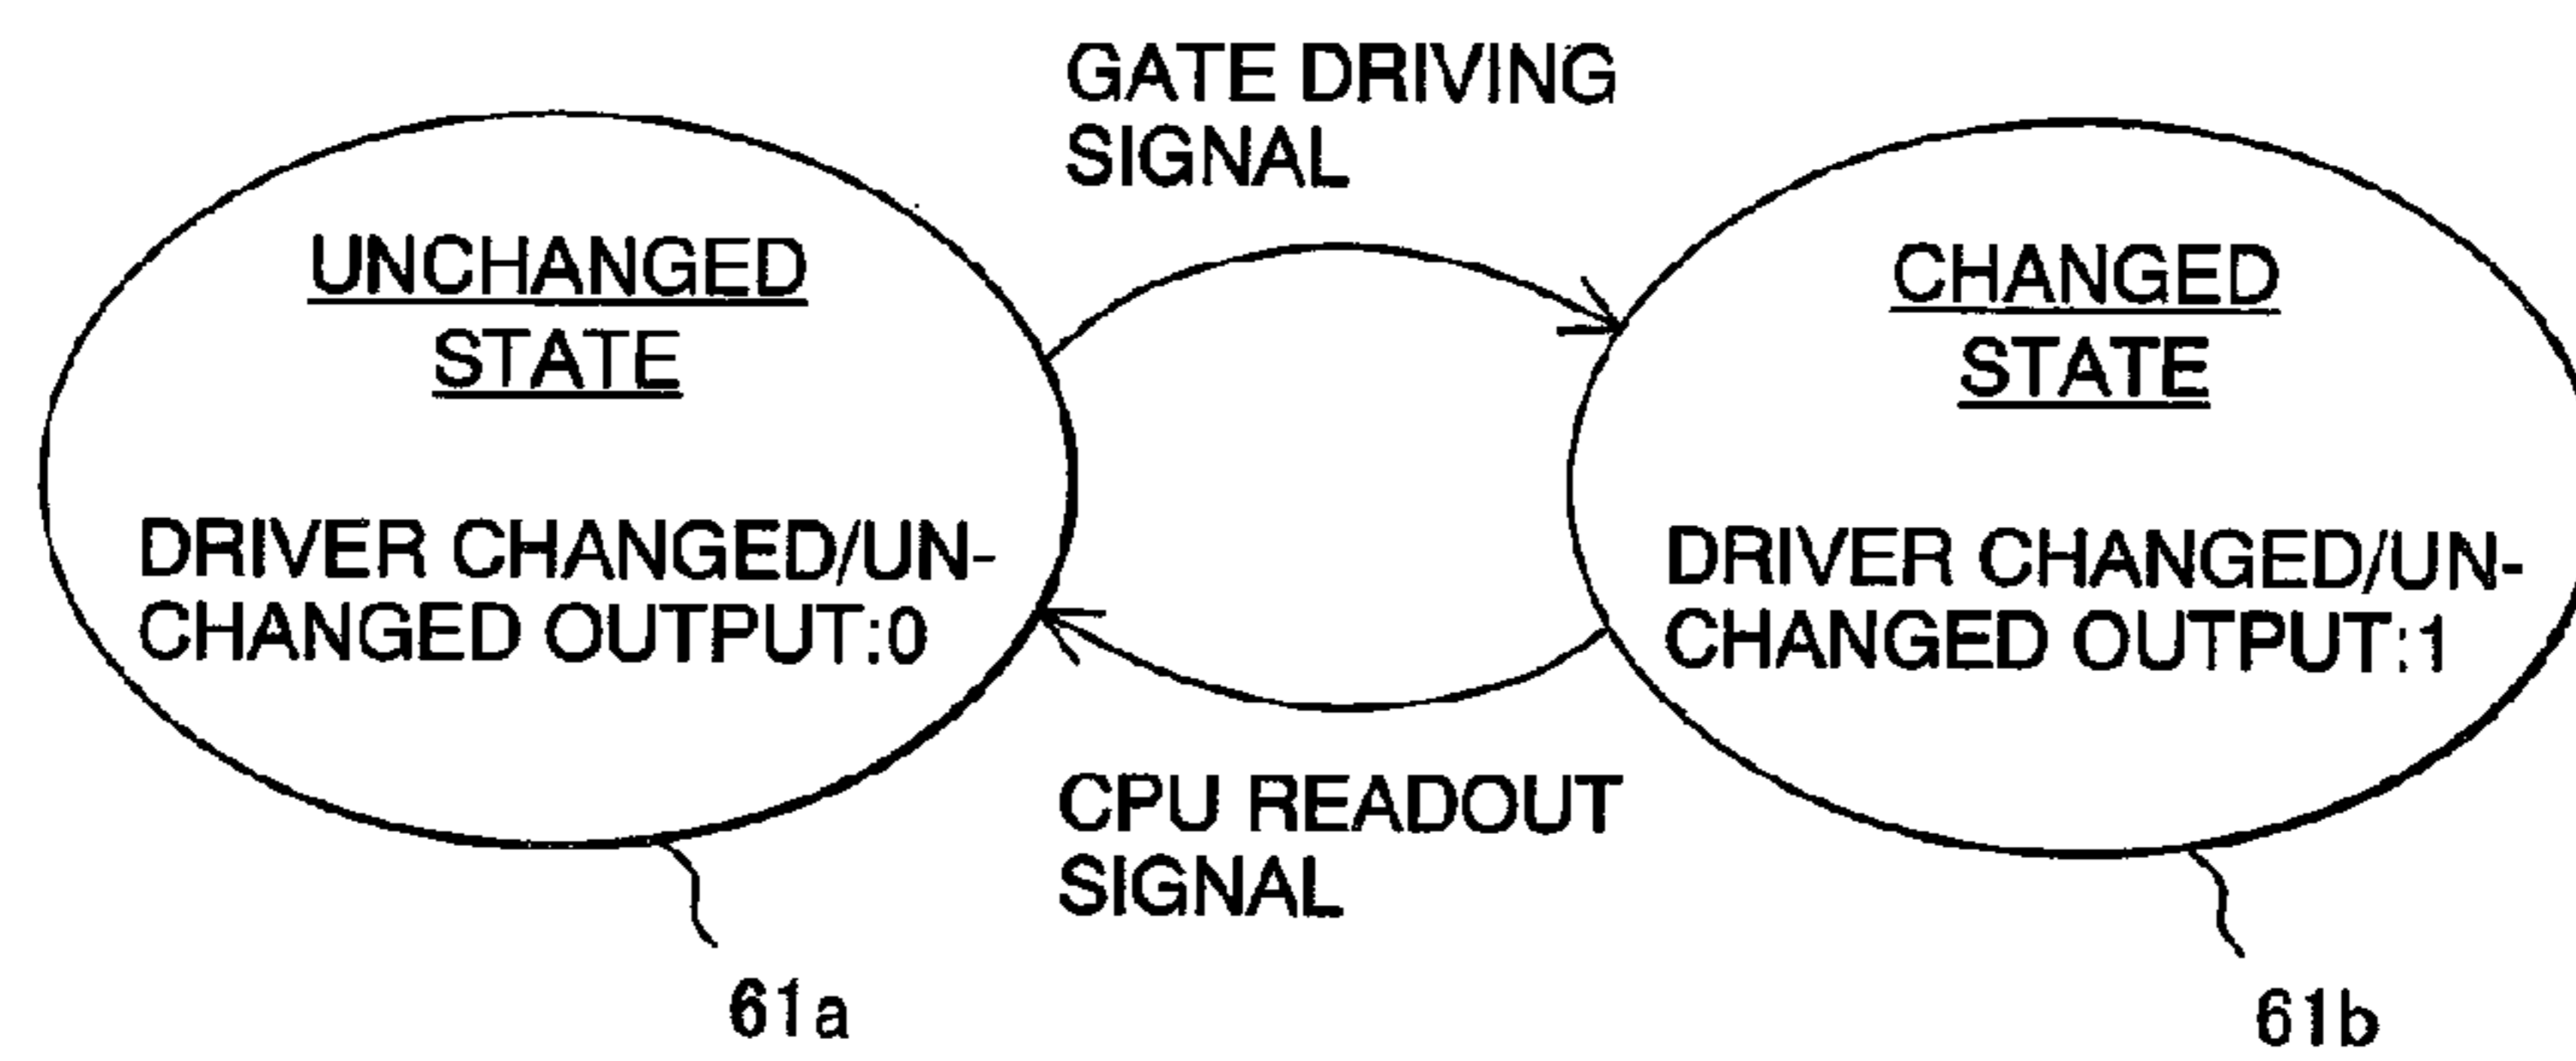 GATE DRIVING
SIGNAL
UNCHANGED
STATE
DRIVER CHANGED/UN-
CHANGED OUTPUT:0
CHANGED
STATE
DRIVER CHANGED/UN-
CHANGED OUTPUT:1
CPU READOUT
SIGNAL
61a
61b